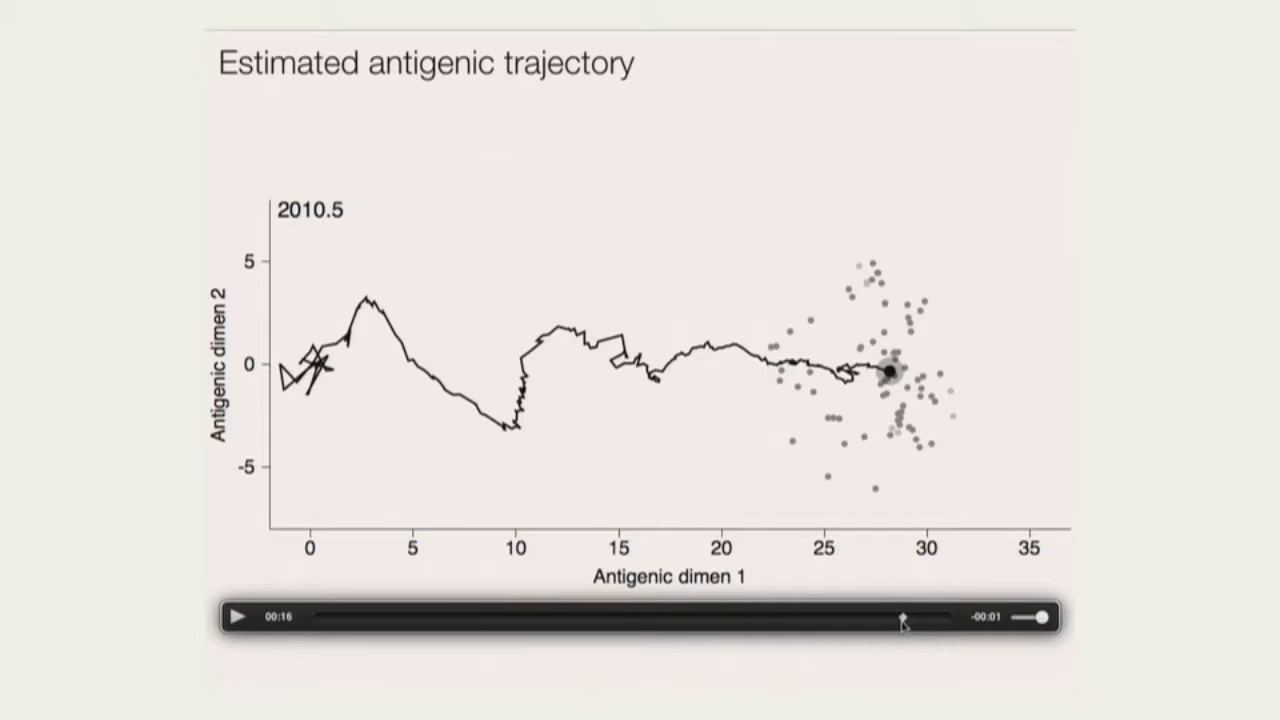 Estimated antigenic trajectory
2010.5
5
0
-5
Antigenic dimen 2
0 5 10 15 20 25 30 35
Antigenic dimen 1
00:16 -00:01